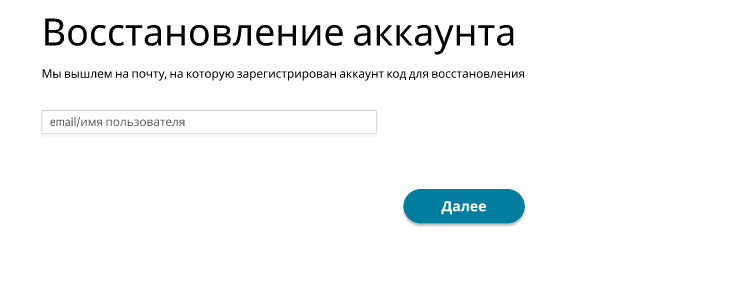 Восстановление аккаунта
Мы вышлем на почту, на которую зарегистрирован аккаунт код для восстановления
email/имя пользователя
Далее